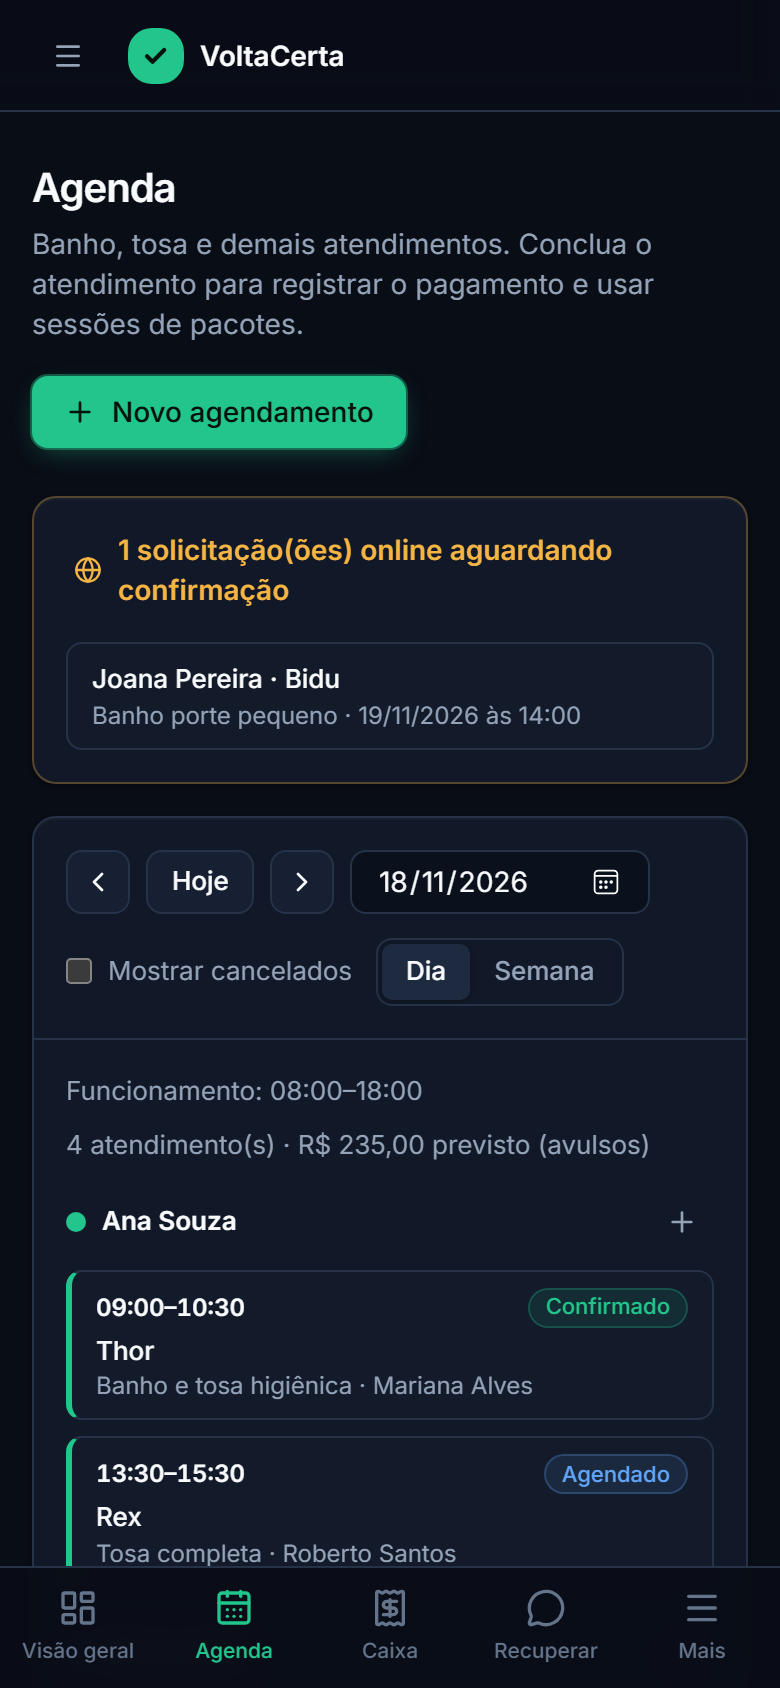 VoltaCerta
Agenda
Banho, tosa e demais atendimentos. Conclua o
atendimento para registrar o pagamento e usar
sessões de pacotes.
Novo agendamento
1 solicitação(ões) online aguardando
confirmação
Joana Pereira · Bidu
Banho porte pequeno · 19/11/2026 às 14:00
Hoje
18/11/2026
Mostrar cancelados
Dia
Semana
Funcionamento: 08:00–18:00
4 atendimento(s) · R$ 235,00 previsto (avulsos)
Ana Souza
09:00–10:30
Confirmado
Thor
Banho e tosa higiênica · Mariana Alves
13:30–15:30
Agendado
Rex
Tosa completa · Roberto Santos
Visão geral
Agenda
Caixa
Recuperar
Mais